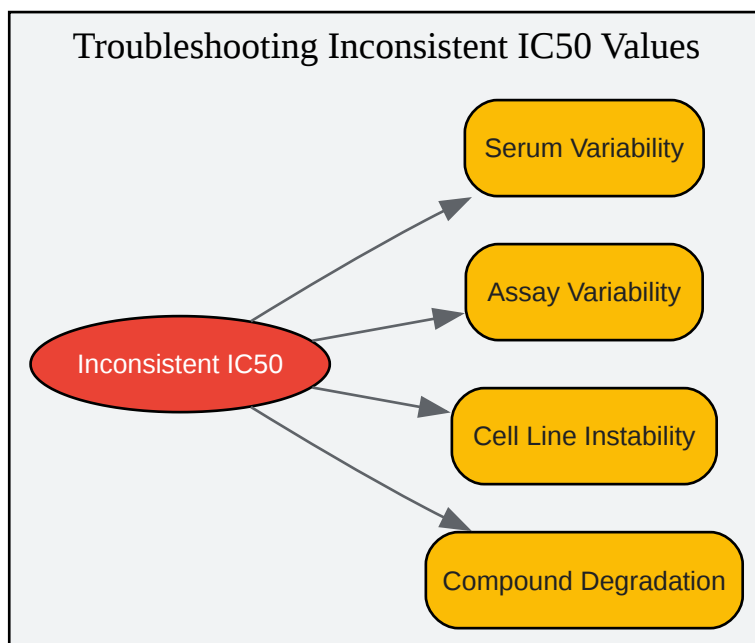 Troubleshooting Inconsistent IC50 Values
Serum Variability
Assay Variability
Inconsistent IC50
Cell Line Instability
Compound Degradation